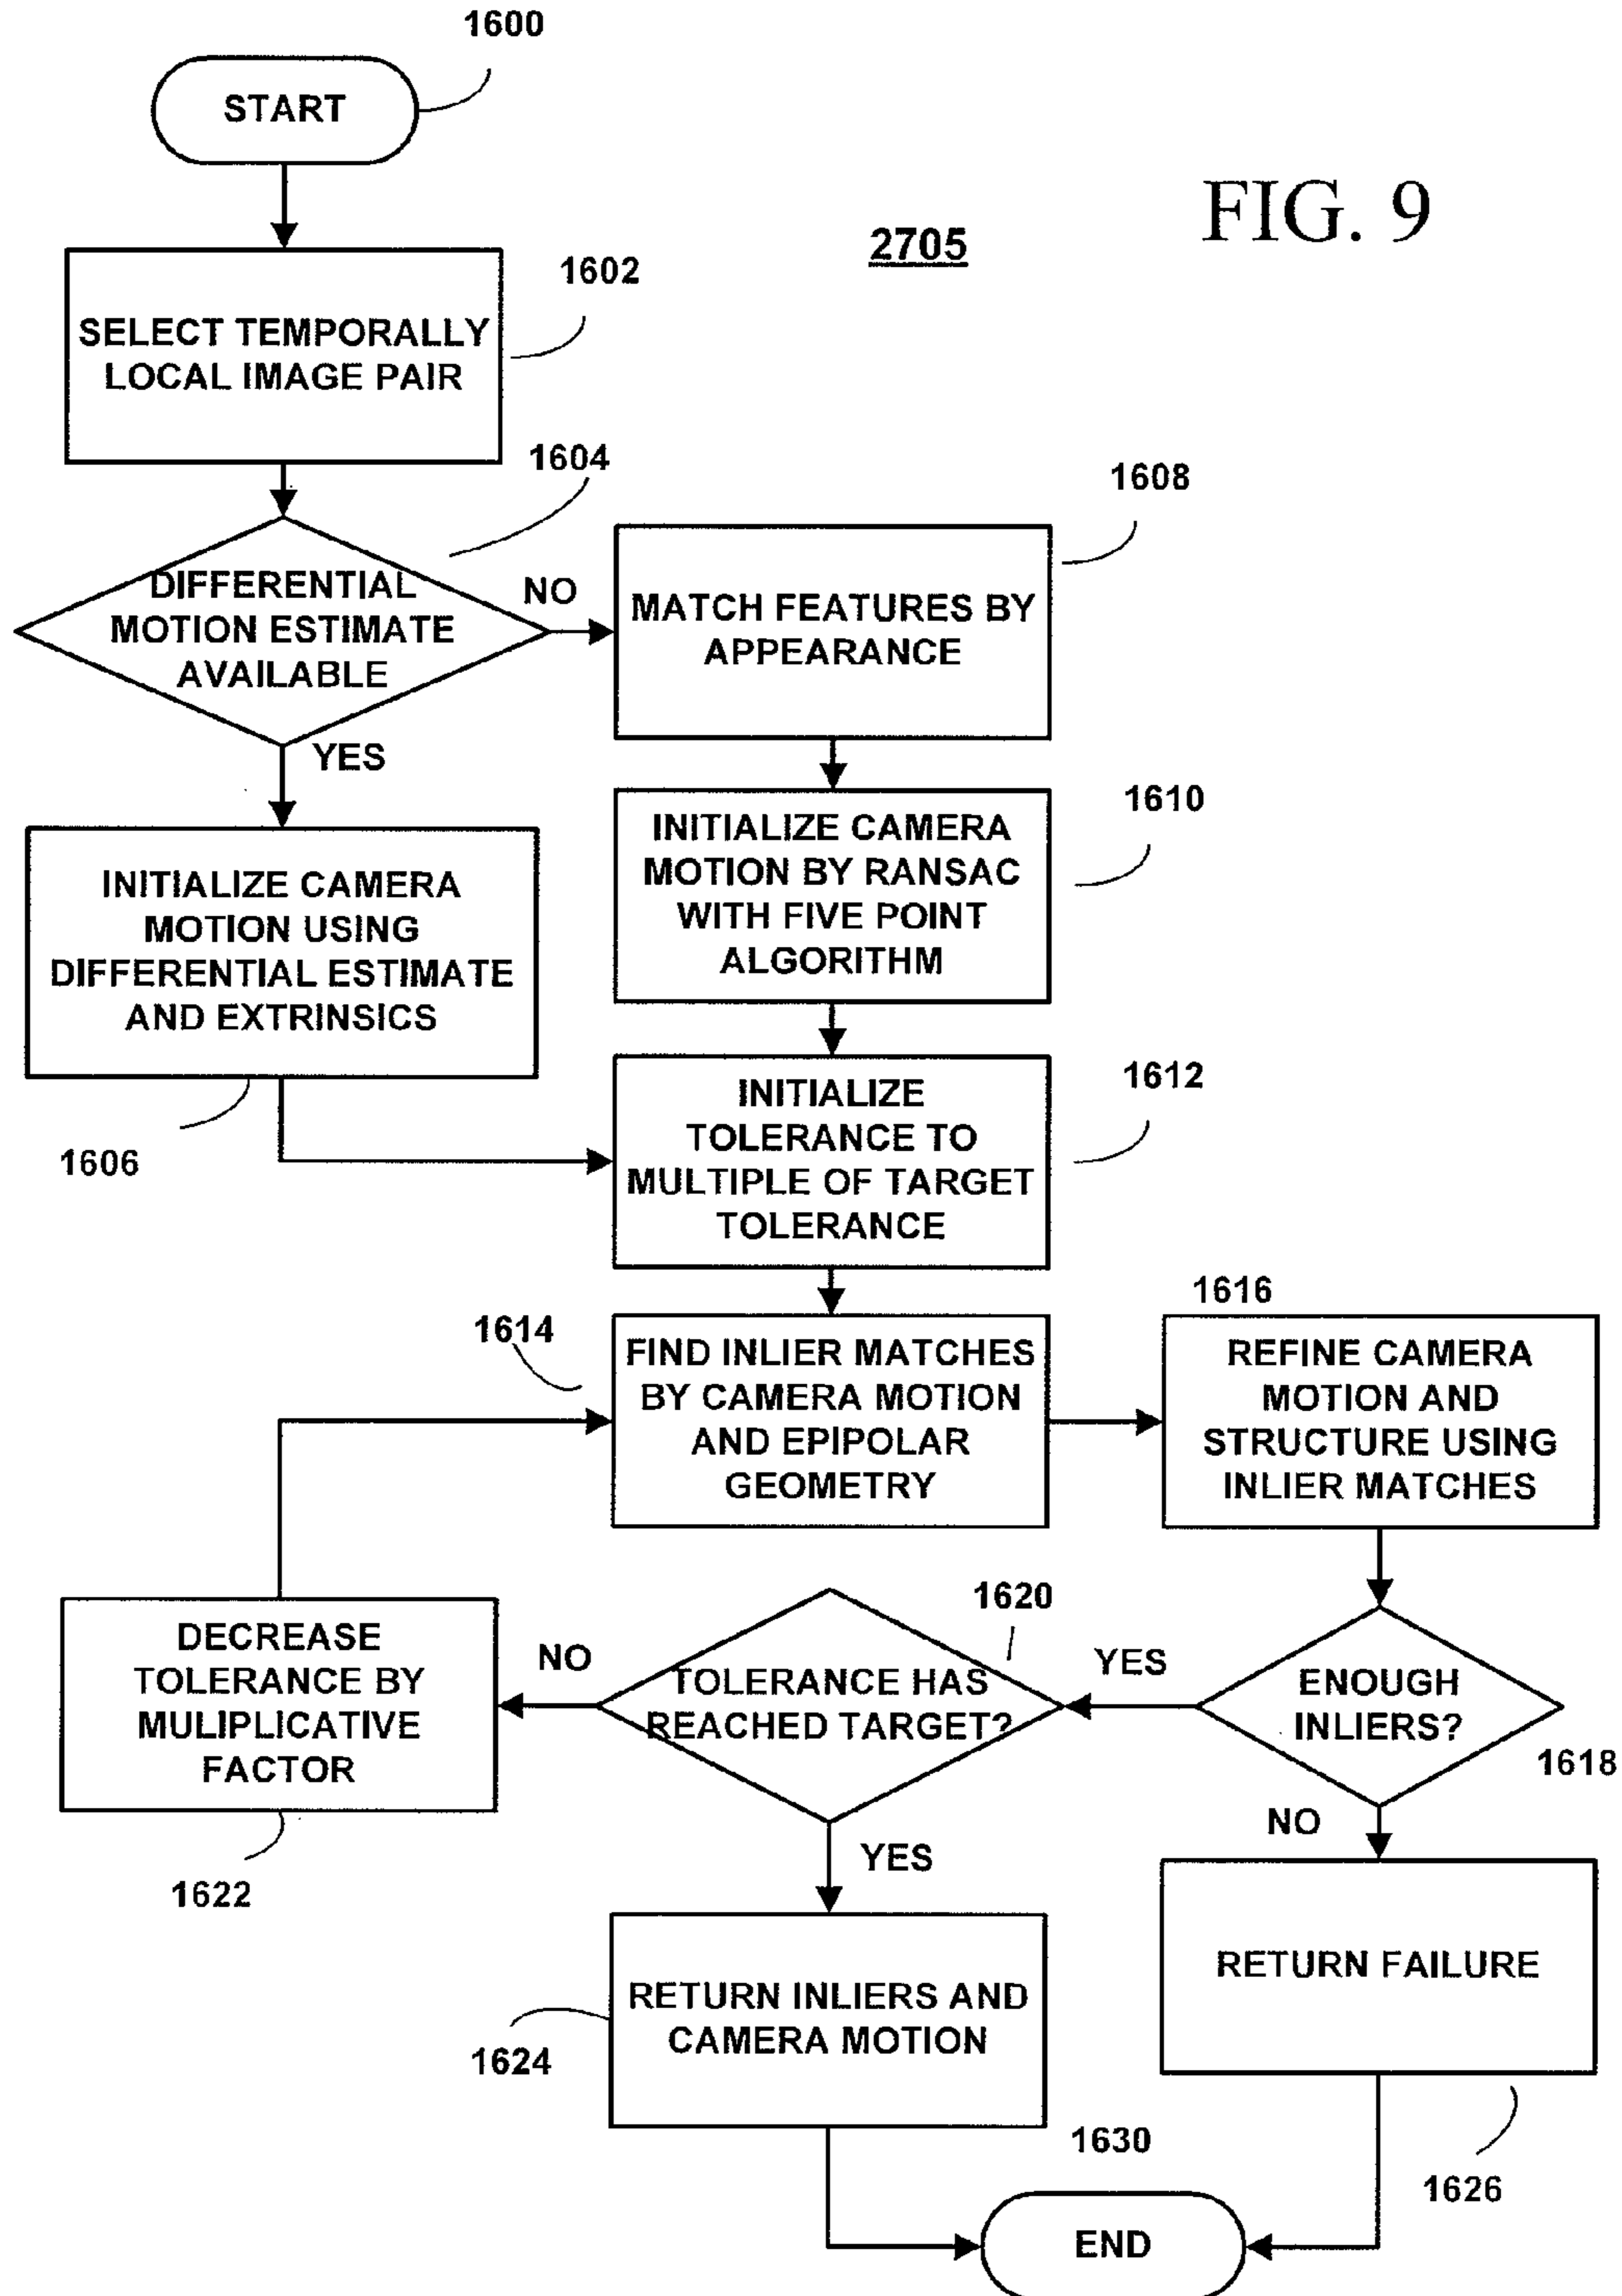 1600
START
FIG. 9
2705
1602
SELECT TEMPORALLY
LOCAL IMAGE PAIR
1604
1608
DIFFERENTIAL
MOTION ESTIMATE
AVAILABLE
NO
MATCH FEATURES BY
APPEARANCE
YES
1610
INITIALIZE CAMERA
MOTION BY RANSAC
WITH FIVE POINT
ALGORITHM
INITIALIZE CAMERA
MOTION USING
DIFFERENTIAL ESTIMATE
AND EXTRINSICS
1606
1612
INITIALIZE
TOLERANCE TO
MULTIPLE OF TARGET
TOLERANCE
1614
FIND INLIER MATCHES
BY CAMERA MOTION
AND EPIPOLAR
GEOMETRY
1616
REFINE CAMERA
MOTION AND
STRUCTURE USING
INLIER MATCHES
1620
DECREASE
TOLERANCE BY
MULIPLICATIVE
FACTOR
NO
TOLERANCE HAS
REACHED TARGET?
YES
ENOUGH
INLIERS?
1618
NO
1622
YES
RETURN INLIERS AND
CAMERA MOTION
1624
RETURN FAILURE
1626
1630
END